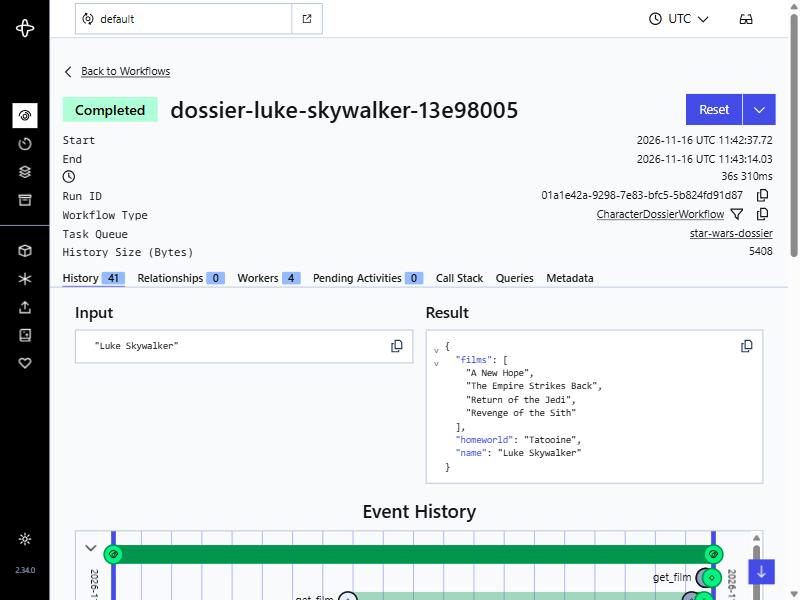 default
UTC
Back to Workflows
Completed
dossier-luke-skywalker-13e98005
Reset
Start
2026-11-16 UTC 11:42:37.72
End
2026-11-16 UTC 11:43:14.03
36s 310ms
Run ID
01a1e42a-9298-7e83-bfc5-5b824fd91d87
Workflow Type
CharacterDossierWorkflow
Task Queue
star-wars-dossier
History Size (Bytes)
5408
History 41 Relationships 0 Workers 4 Pending Activities 0 Call Stack Queries Metadata
Input
"Luke Skywalker"
Result
{
"films": [
"A New Hope",
"The Empire Strikes Back",
"Return of the Jedi",
"Revenge of the Sith"
],
"homeworld": "Tatooine",
"name": "Luke Skywalker"
}
Event History
get_film
get_film
2.34.0